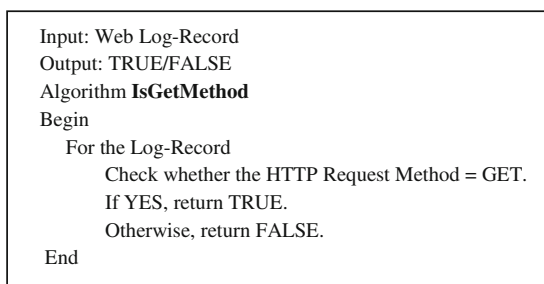 Input: Web Log-Record
Output: TRUE/FALSE
Algorithm IsGetMethod
Begin
For the Log-Record
Check whether the HTTP Request Method = GET.
If YES, return TRUE.
Otherwise, return FALSE.
End